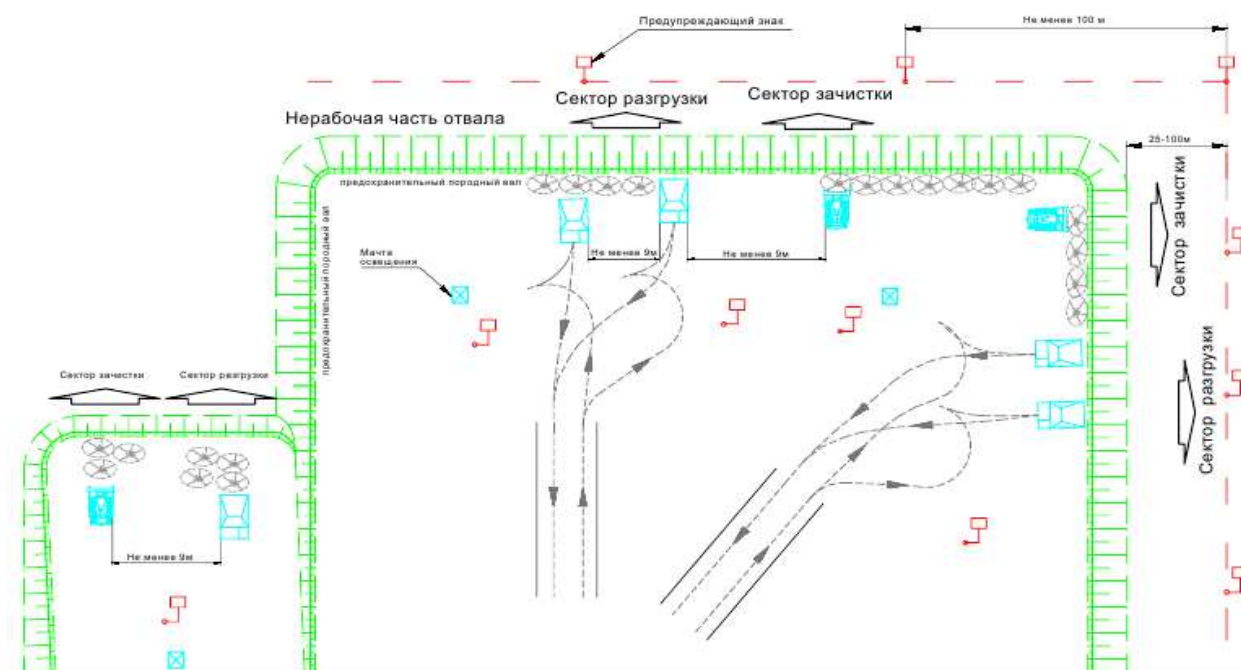 Предупреждающий знак
Не менее 100 м
Сектор разгрузки
Сектор зачистки
Нерабочая часть отвала
25-100м
предохранительный породный вал
предохранительный породный вал
Сектор зачистки
Не менее 9м
Не менее 9м
Мачта
освещения
Сектор разгрузки
Сектор зачистки
Сектор разгрузки
Не менее 9м